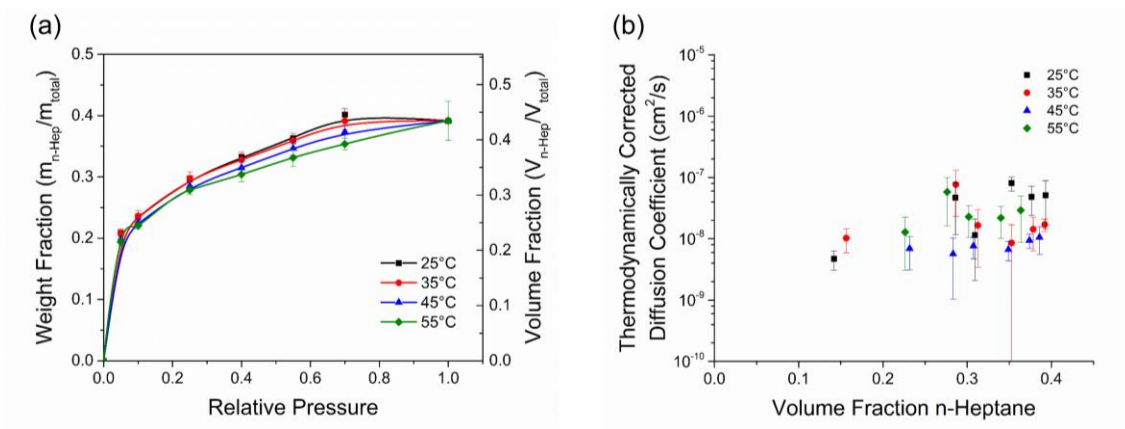 (a)
0.5
0.4
0.3
0.2
0.1
0.0
Weight Fraction (mn-Hep/mtotal)
0.5
0.4
0.3
0.2
0.1
0.0
Volume Fraction (Vn-Hep/Vtotal)
25°C
35°C
45°C
55°C
0.0 0.2 0.4 0.6 0.8 1.0
Relative Pressure
(b)
10-5
10-6
10-7
10-8
10-9
10-10
Thermodynamically Corrected
Diffusion Coefficient (cm2/s)
25°C
35°C
45°C
55°C
0.0 0.1 0.2 0.3 0.4
Volume Fraction n-Heptane